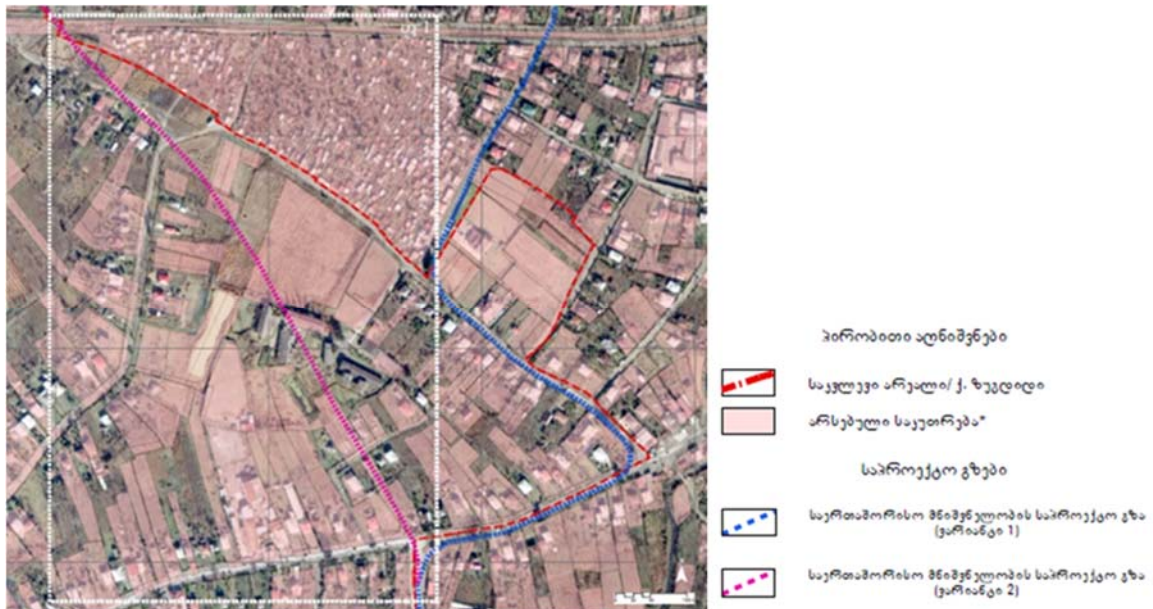 პირობითი აღნიშვნები
საკვლევი არეალი/ ქ. ზუგდიდი
არსებული საკუთრება*
საპროექტო გზები
საერთაშორისო მნიშვნელობის საპროექტო გზა
(ვარიანტი 1)
საერთაშორისო მნიშვნელობის საპროექტო გზა
(ვარიანტი 2)